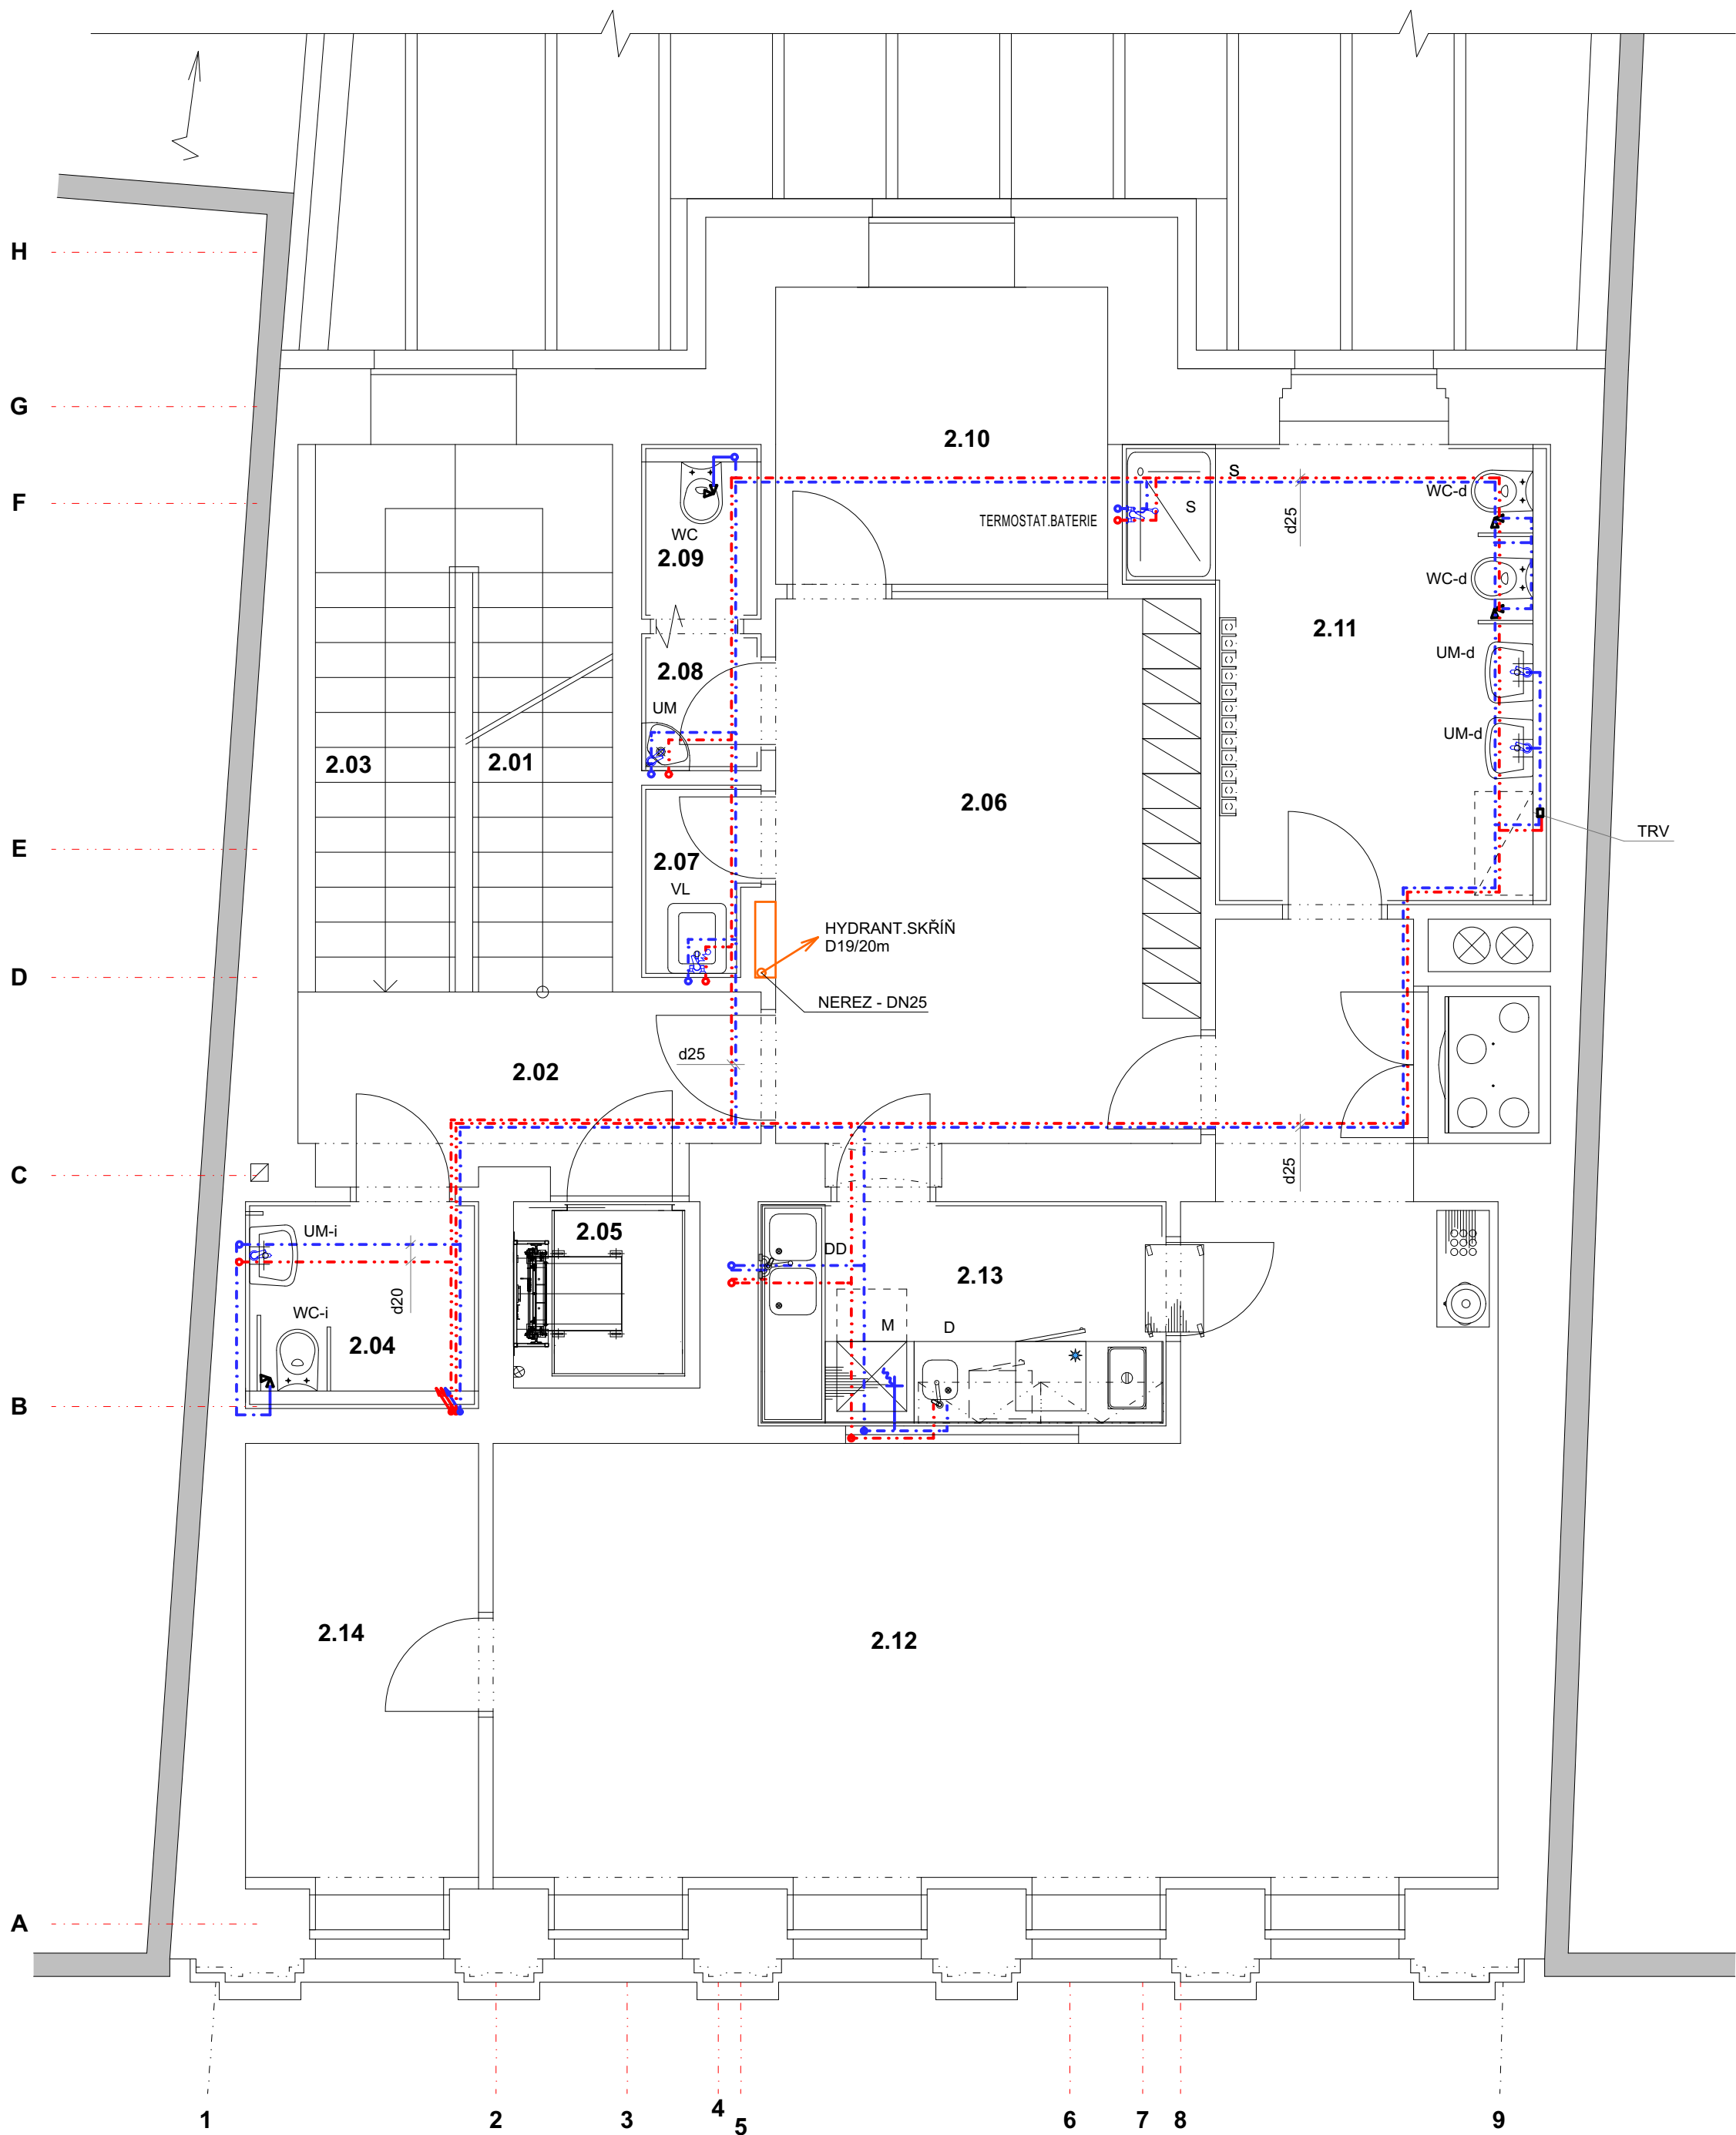 H
G
2.10
S
F
WC-d
S
TERMOSTAT.BATERIE
d25
WC
2.09
WC-d
2.11
2.08
UM-d
UM
UM-d
2.03
2.01
2.06
TRV
E
2.07
VL
HYDRANT.SKŘÍŇ
D19/20m
D
NEREZ - DN25
d25
2.02
C
d25
UM-i
2.05
DD
2.13
d20
WC-i
M
D
2.04
B
2.14
2.12
A
1
2
3
4
5
6
7
8
9